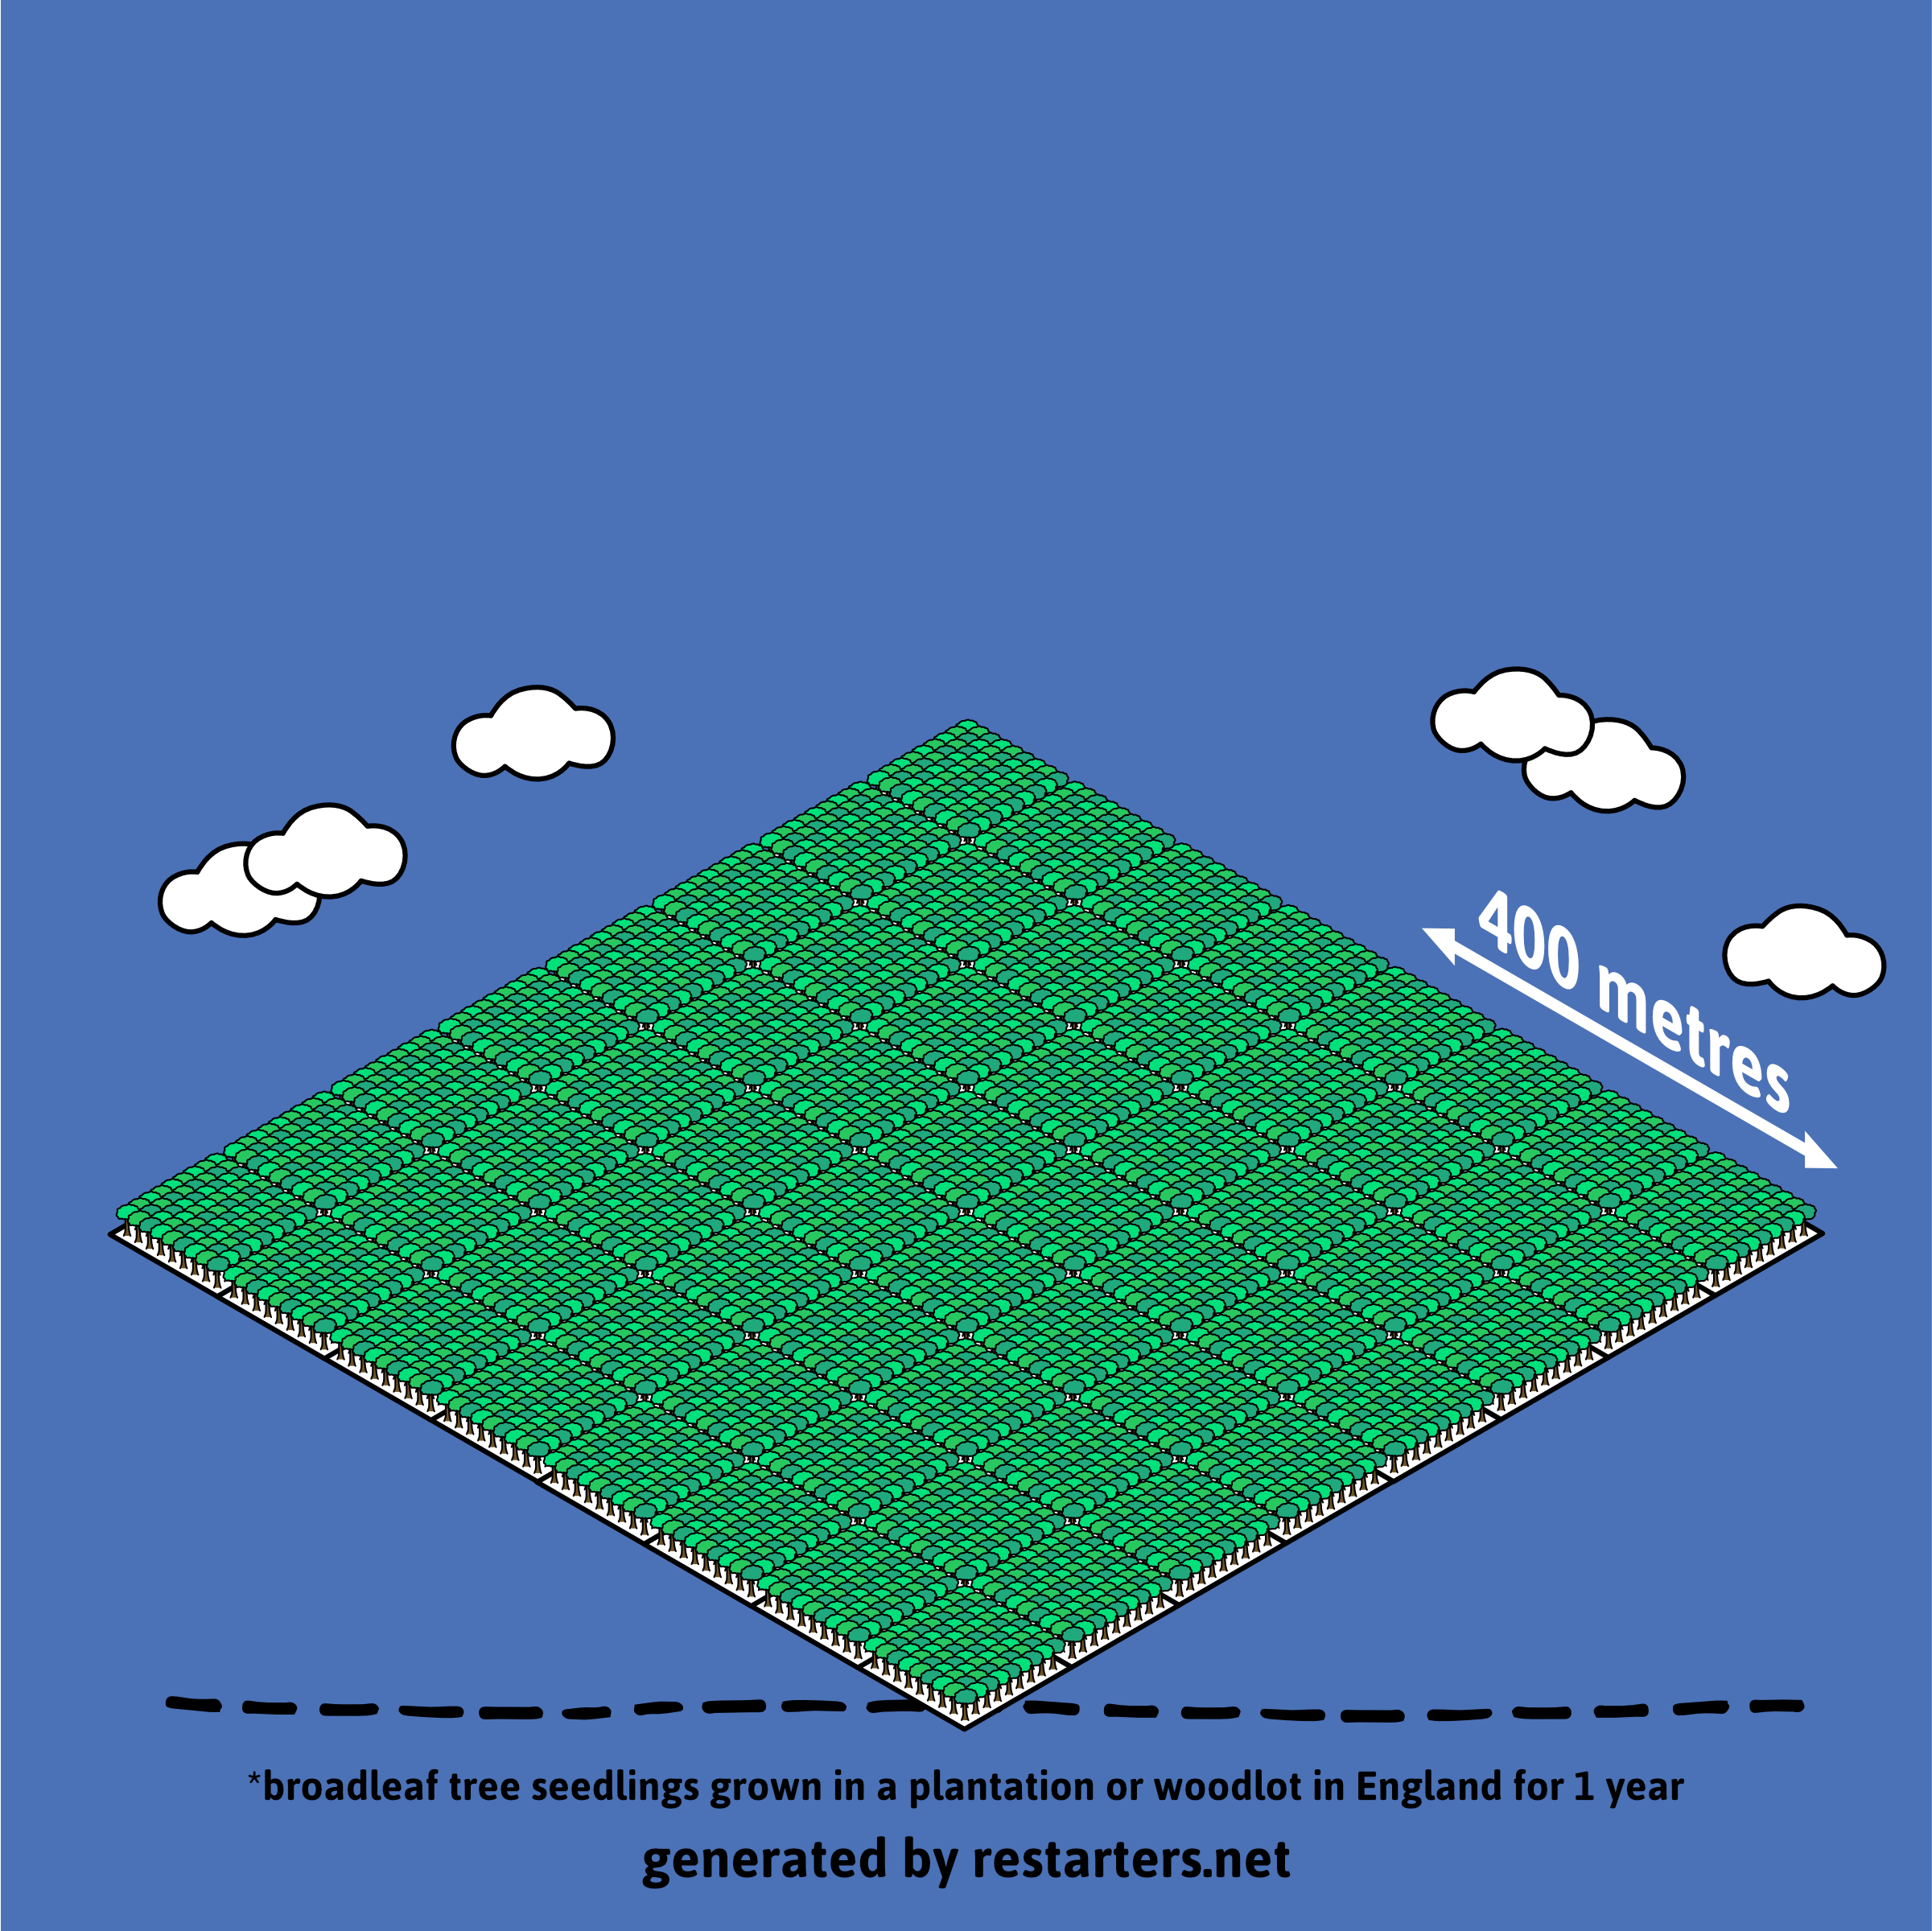 400 metres
*broadleaf tree seedlings grown in a plantation or woodlot in England for 1 year
generated by restarters.net